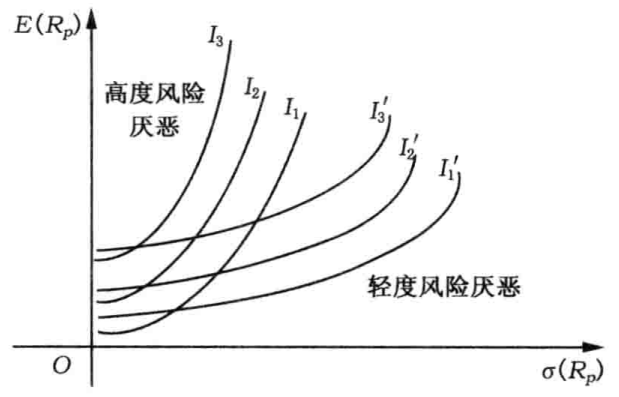 E(Rₚ)
I₃
高度风险
厌恶
I₂
I₁
I₃′
I₂′
I₁′
轻度风险厌恶
O
σ(Rₚ)